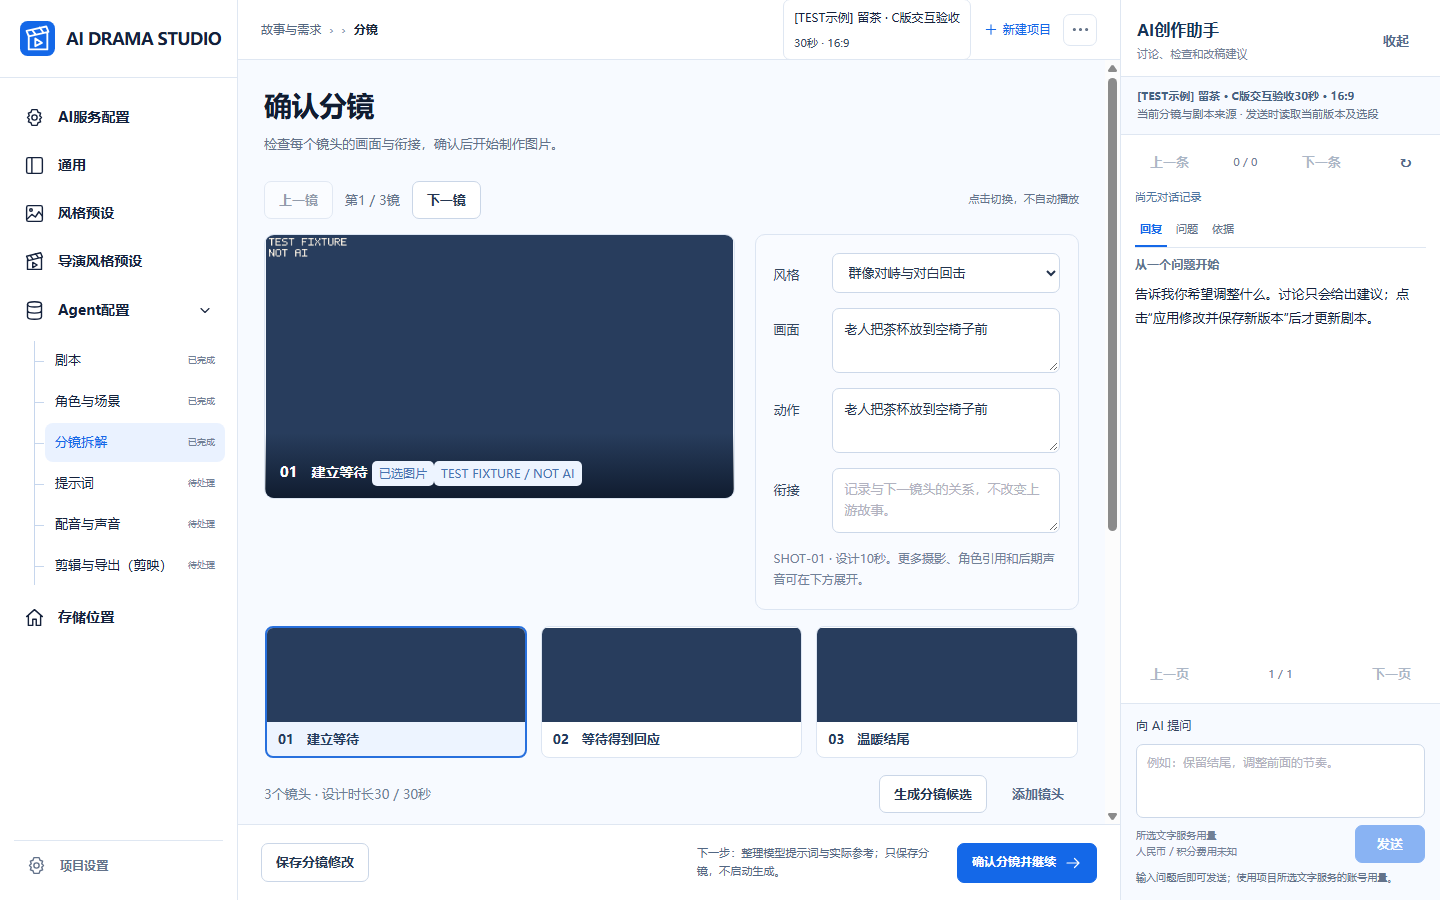 AI DRAMA STUDIO
AI服务配置
通用
风格预设
导演风格预设
Agent配置
剧本 已完成
角色与场景 已完成
分镜拆解 已完成
提示词 待处理
配音与声音 待处理
剪辑与导出（剪映） 待处理
存储位置
项目设置
故事与需求 › › 分镜
[TEST示例] 留茶 · C版交互验收
30秒 · 16:9
新建项目
确认分镜
检查每个镜头的画面与衔接，确认后开始制作图片。
上一镜 第1 / 3镜 下一镜 点击切换，不自动播放
TEST FIXTURE
NOT AI
01 建立等待 已选图片 TEST FIXTURE / NOT AI
风格 群像对峙与对白回击
画面 老人把茶杯放到空椅子前
动作 老人把茶杯放到空椅子前
衔接 记录与下一镜头的关系，不改变上
游故事。
SHOT-01 · 设计10秒。更多摄影、角色引用和后期声
音可在下方展开。
01 建立等待
02 等待得到回应
03 温暖结尾
3个镜头 · 设计时长30 / 30秒 生成分镜候选 添加镜头
保存分镜修改
下一步：整理模型提示词与实际参考；只保存分
镜，不启动生成。
确认分镜并继续 →
AI创作助手
讨论、检查和改稿建议
收起
[TEST示例] 留茶 • C版交互验收30秒 • 16:9
当前分镜与剧本来源 · 发送时读取当前版本及选段
上一条 0 / 0 下一条 ↻
尚无对话记录
回复 问题 依据
从一个问题开始
告诉我你希望调整什么。讨论只会给出建议；点
击“应用修改并保存新版本”后才更新剧本。
上一页 1 / 1 下一页
向 AI 提问
例如：保留结尾，调整前面的节奏。
所选文字服务用量
人民币 / 积分费用未知
发送
输入问题后即可发送；使用项目所选文字服务的账号用量。